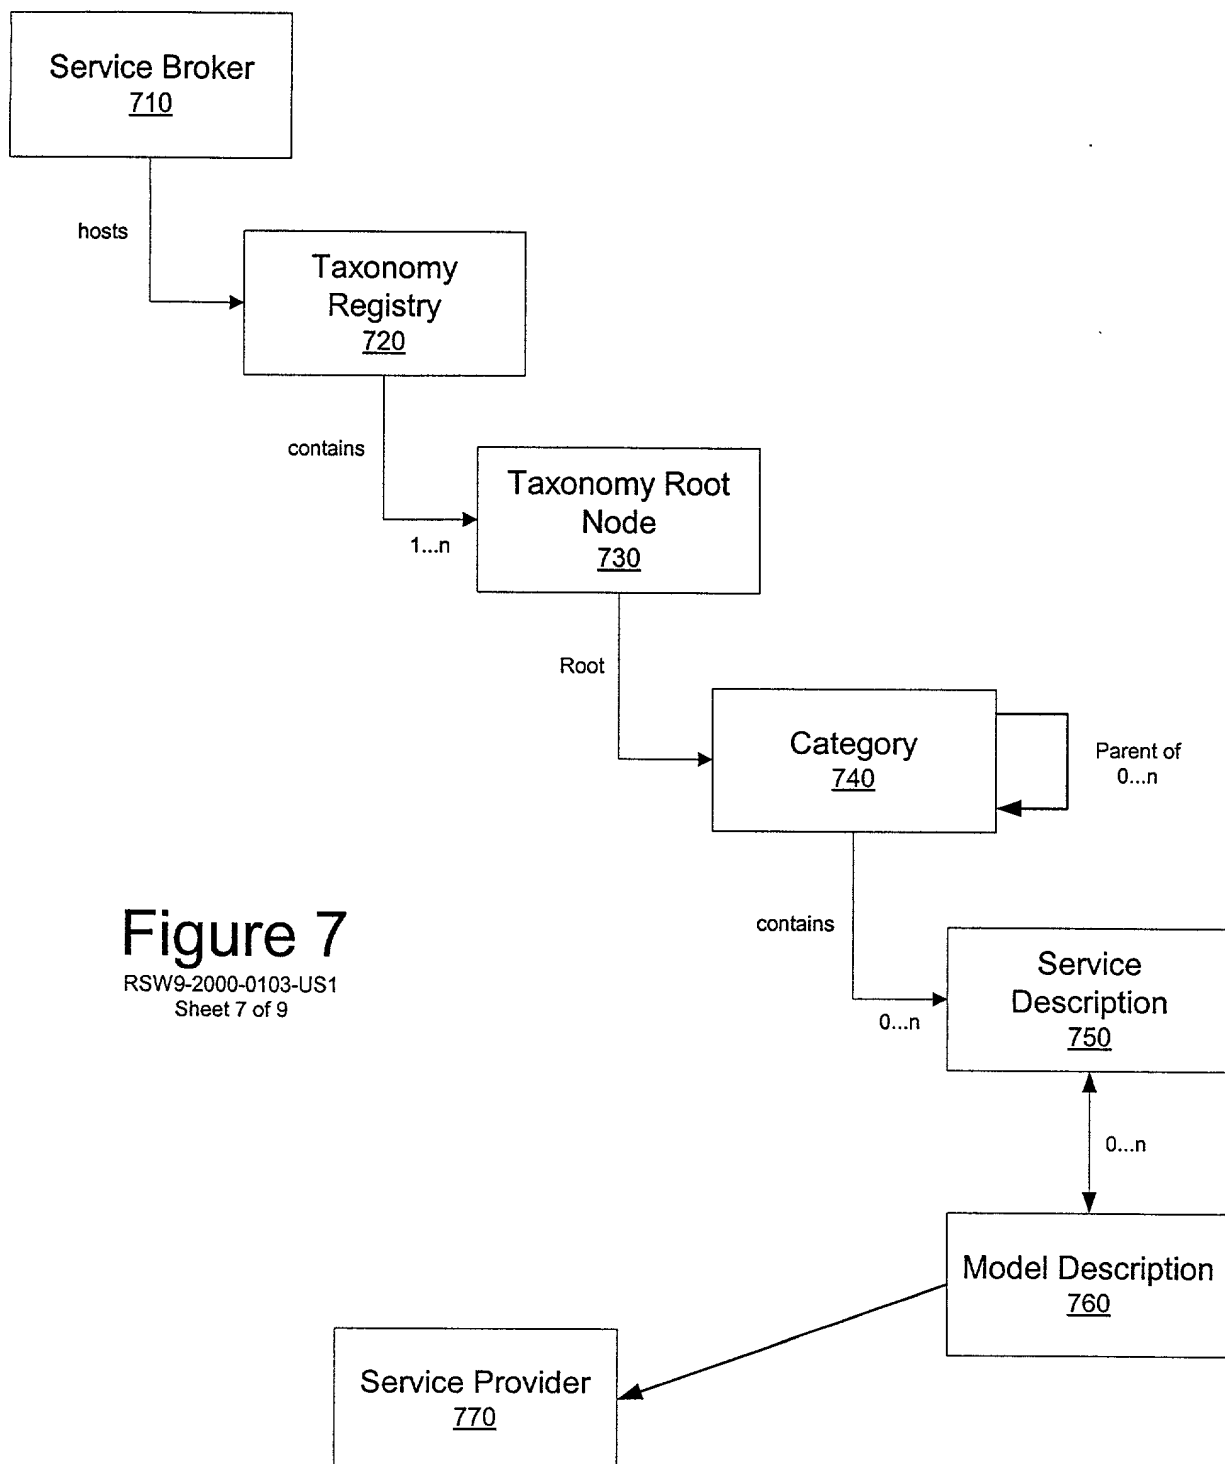 Service Broker
710
hosts
Taxonomy
Registry
720
contains
1...n
Taxonomy Root
Node
730
Root
Category
740
Parent of
0...n
contains
0...n
Service
Description
750
0...n
Figure 7
RSW9-2000-0103-US1
Sheet 7 of 9
Model Description
760
Service Provider
770